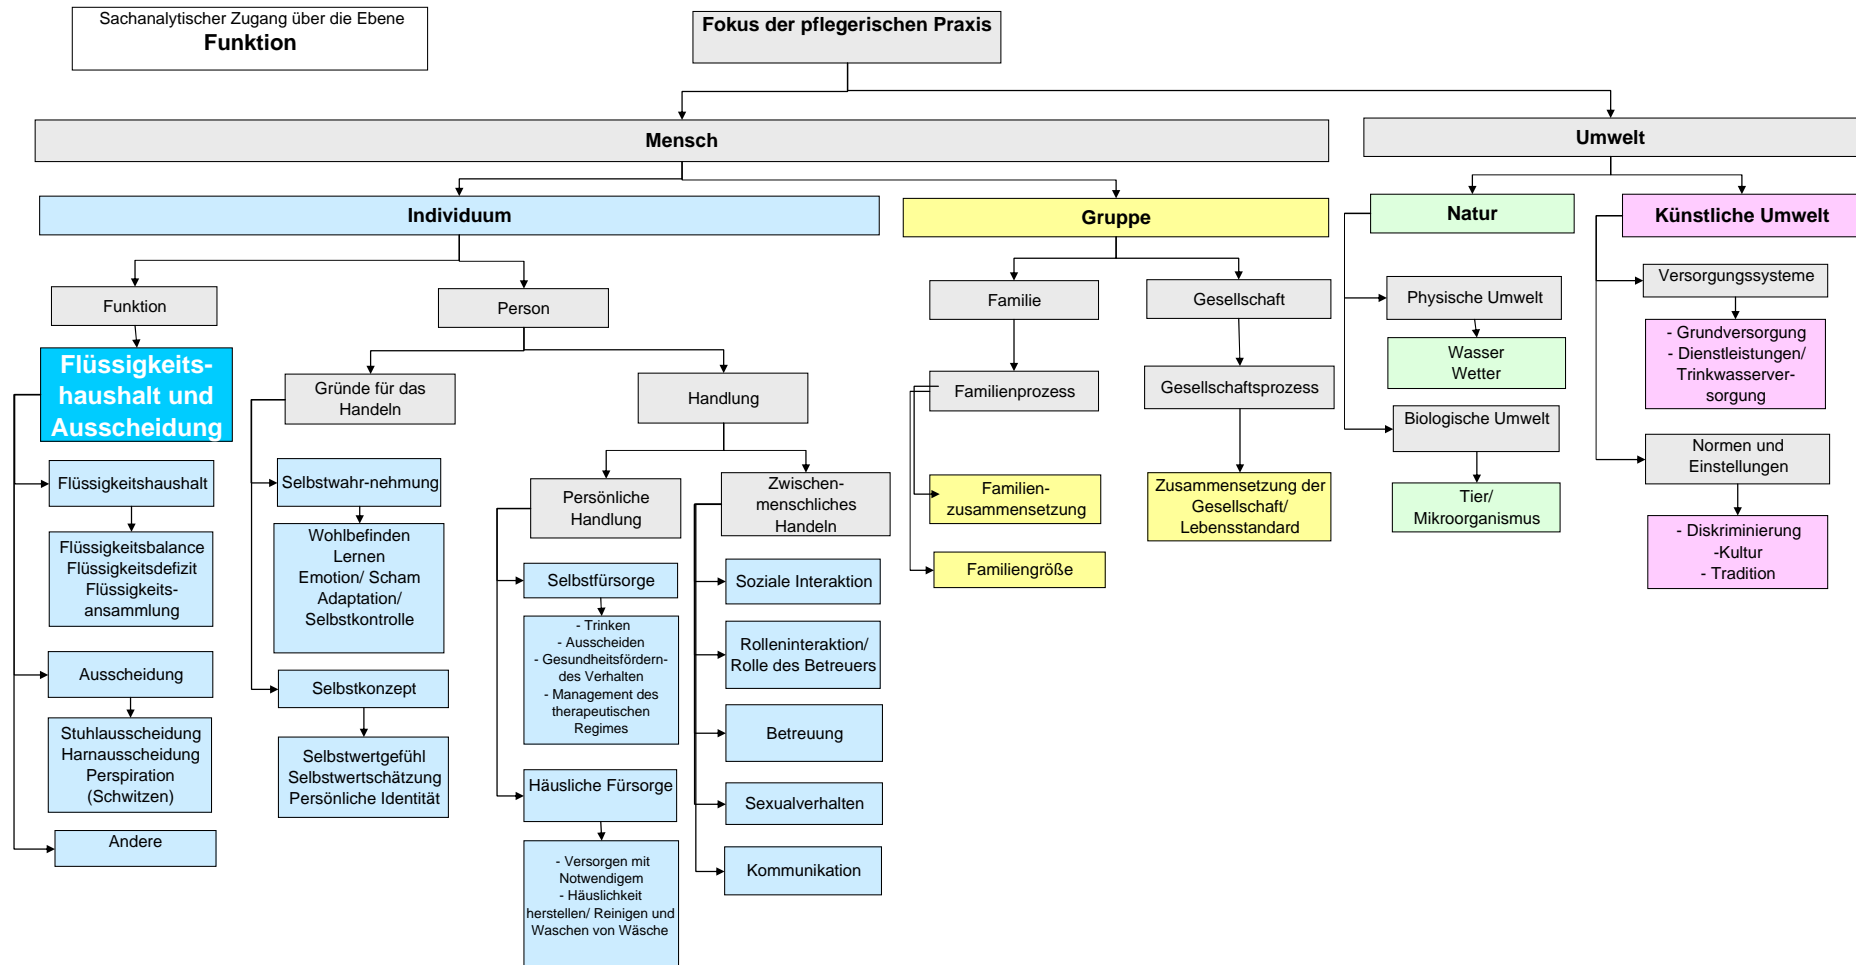 Sachanalytischer Zugang über die Ebene
Funktion
Fokus der pflegerischen Praxis
Mensch
Umwelt
Individuum
Gruppe
Natur
Künstliche Umwelt
Funktion
Person
Familie
Gesellschaft
Physische Umwelt
Versorgungssysteme
Flüssigkeits-
haushalt und
Ausscheidung
Gründe für das
Handeln
Handlung
Familienprozess
Gesellschaftsprozess
Wasser
Wetter
- Grundversorgung
- Dienstleistungen/
Trinkwasserver-
sorgung
Biologische Umwelt
Normen und
Einstellungen
Flüssigkeitshaushalt
Selbstwahr-nehmung
Persönliche
Handlung
Zwischen-
menschliches
Handeln
Familien-
zusammensetzung
Zusammensetzung der
Gesellschaft/
Lebensstandard
Tier/
Mikroorganismus
- Diskriminierung
-Kultur
- Tradition
Flüssigkeitsbalance
Flüssigkeitsdefizit
Flüssigkeits-
ansammlung
Wohlbefinden
Lernen
Emotion/ Scham
Adaptation/
Selbstkontrolle
Selbstfürsorge
Soziale Interaktion
Familiengröße
- Trinken
- Ausscheiden
- Gesundheitsfördern-
des Verhalten
- Management des
therapeutischen
Regimes
Rolleninteraktion/
Rolle des Betreuers
Ausscheidung
Selbstkonzept
Stuhlausscheidung
Harnausscheidung
Perspiration
(Schwitzen)
Selbstwertgefühl
Selbstwertschätzung
Persönliche Identität
Betreuung
Häusliche Fürsorge
Sexualverhalten
Andere
- Versorgen mit
Notwendigem
- Häuslichkeit
herstellen/ Reinigen und
Waschen von Wäsche
Kommunikation